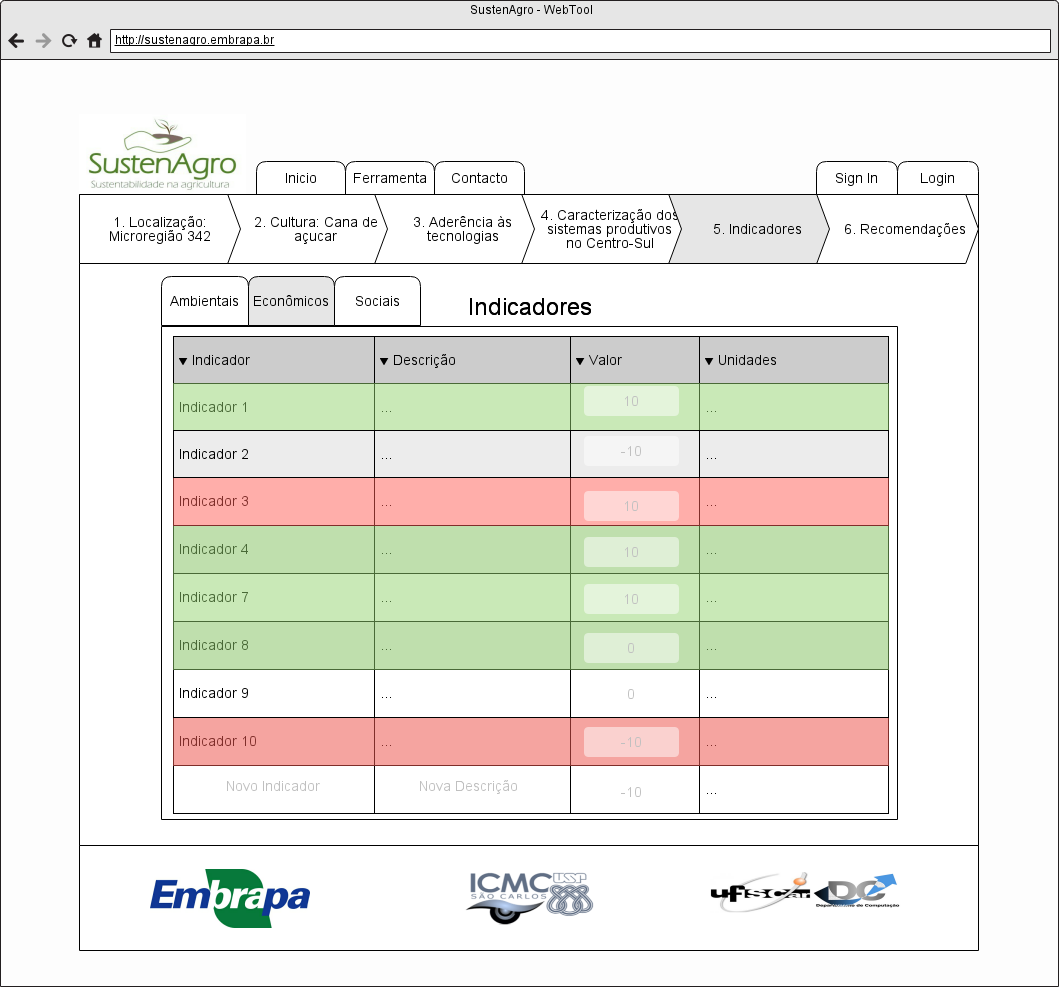 SustenAgro - WebTool
http://sustenagro.embrapa.br
SustenAgro
Sustentabilidade na agricultura
Inicio
Ferramenta
Contacto
Sign In
Login
1. Localização:
Microregião 342
2. Cultura: Cana de
açucar
3. Aderência às
tecnologias
4. Caracterização dos
sistemas produtivos
no Centro-Sul
5. Indicadores
6. Recomendações
Ambientais
Econômicos
Sociais
Indicadores
▼ Indicador ▼ Descrição ▼ Valor ▼ Unidades
Indicador 1 ... 10 ...
Indicador 2 ... -10 ...
Indicador 3 ... 10 ...
Indicador 4 ... 10 ...
Indicador 7 ... 10 ...
Indicador 8 ... 0 ...
Indicador 9 ... 0 ...
Indicador 10 ... -10 ...
Novo Indicador Nova Descrição -10 ...
Embrapa
ICMC USP
SÃO CARLOS
ufscar
DC
Departamento de Computação